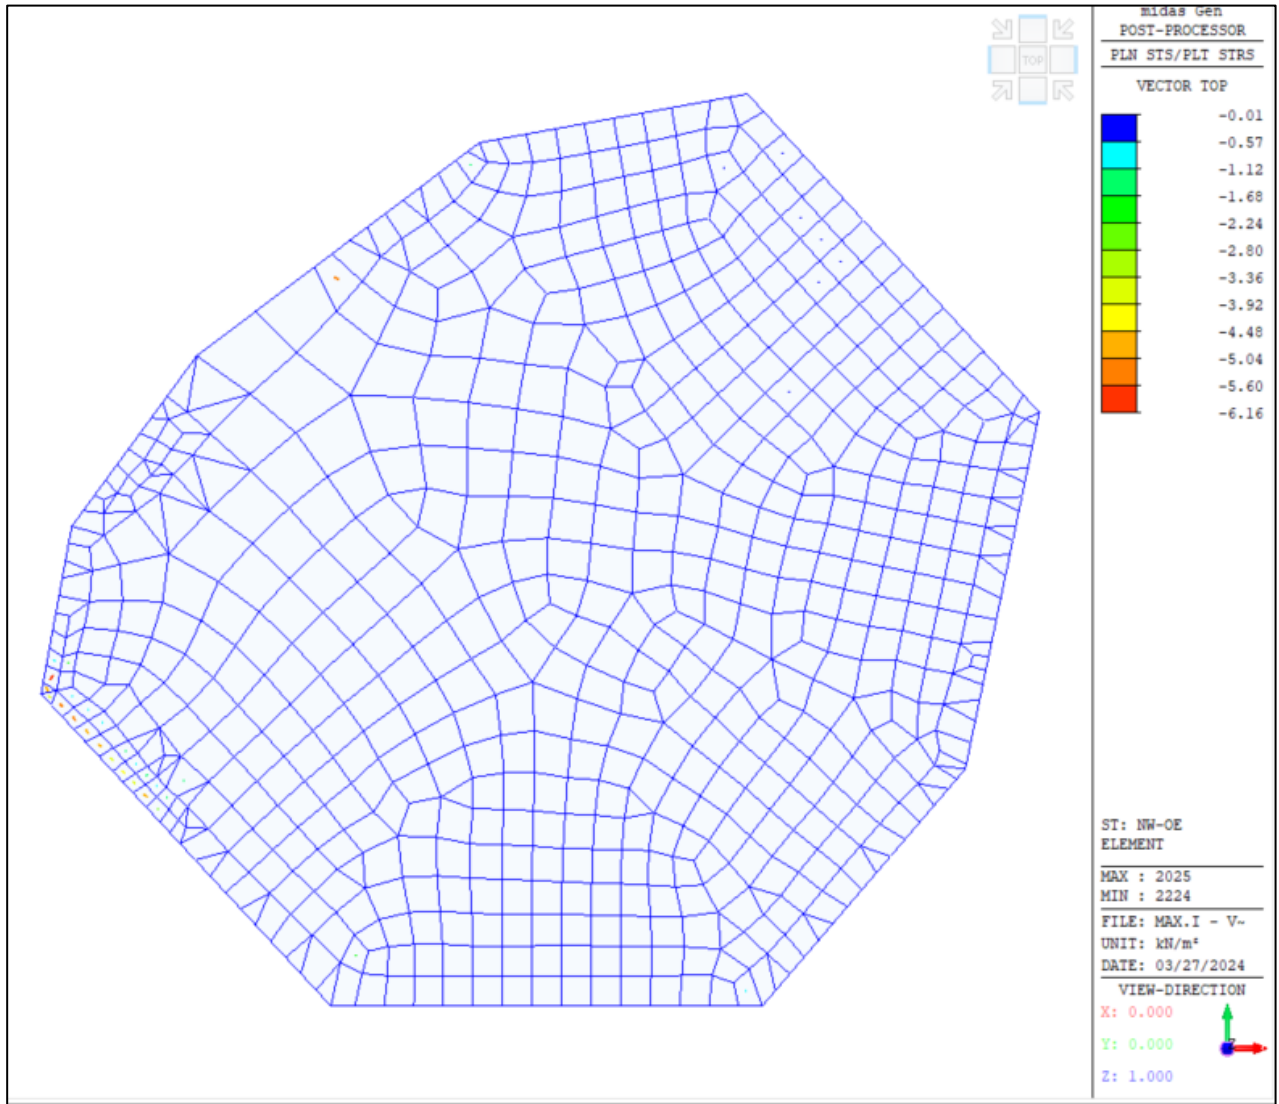 TOP
midas Gen
POST-PROCESSOR
PLN STS/PLT STRS
VECTOR TOP
-0.01
-0.57
-1.12
-1.68
-2.24
-2.80
-3.36
-3.92
-4.48
-5.04
-5.60
-6.16
ST: NW-OE
ELEMENT
MAX : 2025
MIN : 2224
FILE: MAX.I - V~
UNIT: kN/m²
DATE: 03/27/2024
VIEW-DIRECTION
X: 0.000
Y: 0.000
Z: 1.000
Z